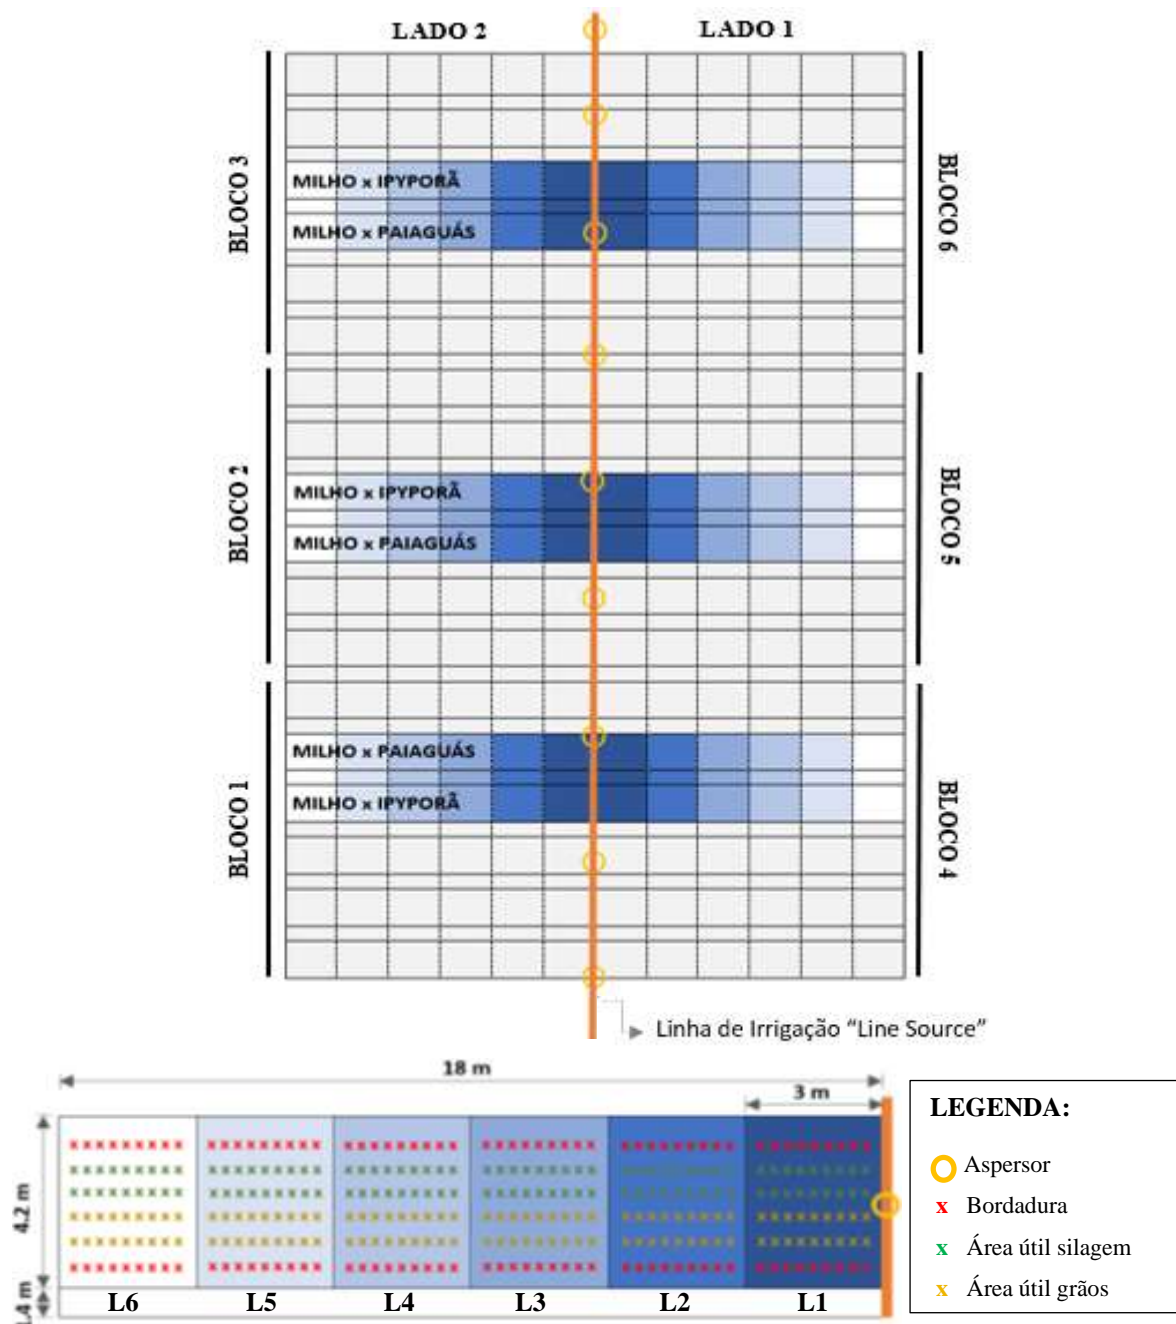 LADO 2
LADO 1
BLOCO 3
MILHO x IPYPORÃ
MILHO x PAIAGUÁS
BLOCO 6
BLOCO 2
MILHO x IPYPORÃ
MILHO x PAIAGUÁS
BLOCO 5
BLOCO 1
MILHO x PAIAGUÁS
MILHO x IPYPORÃ
BLOCO 4
Linha de Irrigação “Line Source”
18 m
3 m
4.2 m
1.4 m
L6
L5
L4
L3
L2
L1
LEGENDA:
Aspersor
x Bordadura
x Área útil silagem
x Área útil grãos